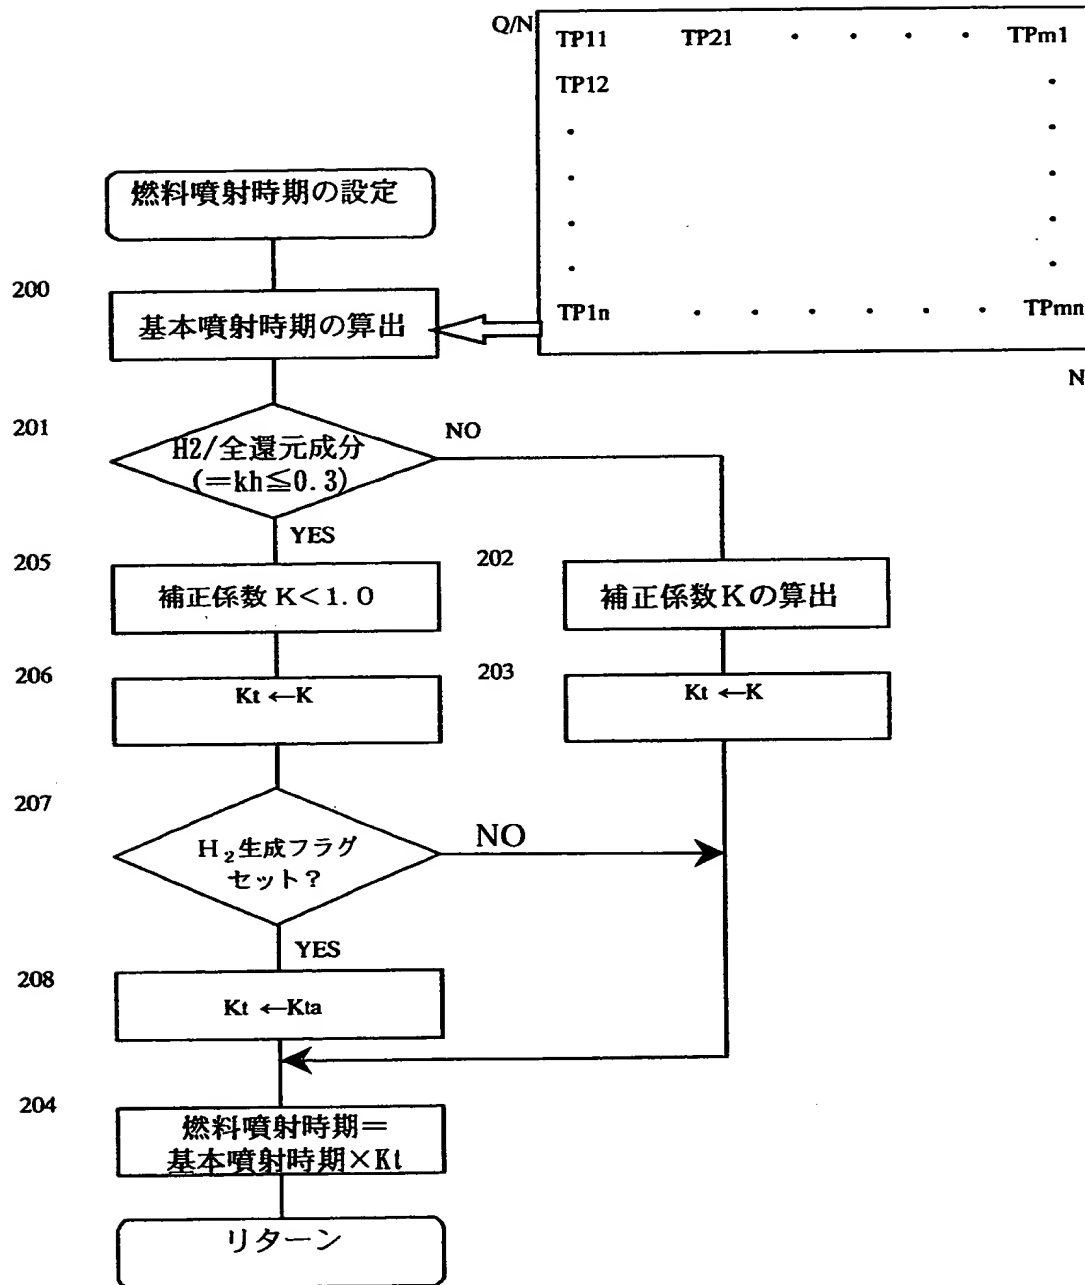 Q/N
TP11 TP21 ・ ・ ・ ・ TPm1
TP12 ・
・ ・
・ ・
・ ・
・ ・
TP1n ・ ・ ・ ・ ・ ・ TPmn
N
燃料噴射時期の設定
200
基本噴射時期の算出
201
H2/全還元成分
(=kh≦0.3)
NO
YES
205
補正係数 K<1.0
202
補正係数Kの算出
206
Kt ←K
203
Kt ←K
207
H₂生成フラグ
セット?
NO
YES
208
Kt ←Kta
204
燃料噴射時期=
基本噴射時期×Kt
リターン